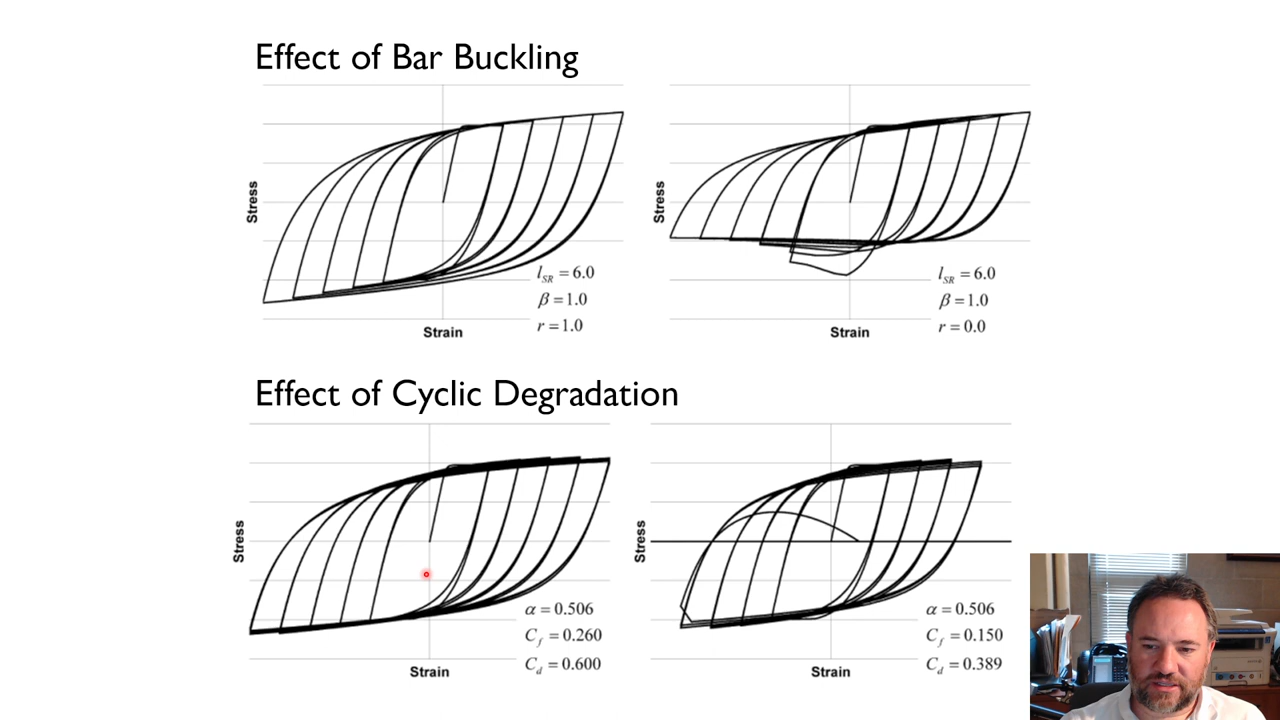 Effect of Bar Buckling
Stress
Strain
l_SR = 6.0
β = 1.0
r = 1.0
Stress
Strain
l_SR = 6.0
β = 1.0
r = 0.0
Effect of Cyclic Degradation
Stress
Strain
α = 0.506
C_f = 0.260
C_d = 0.600
Stress
Strain
α = 0.506
C_f = 0.150
C_d = 0.389